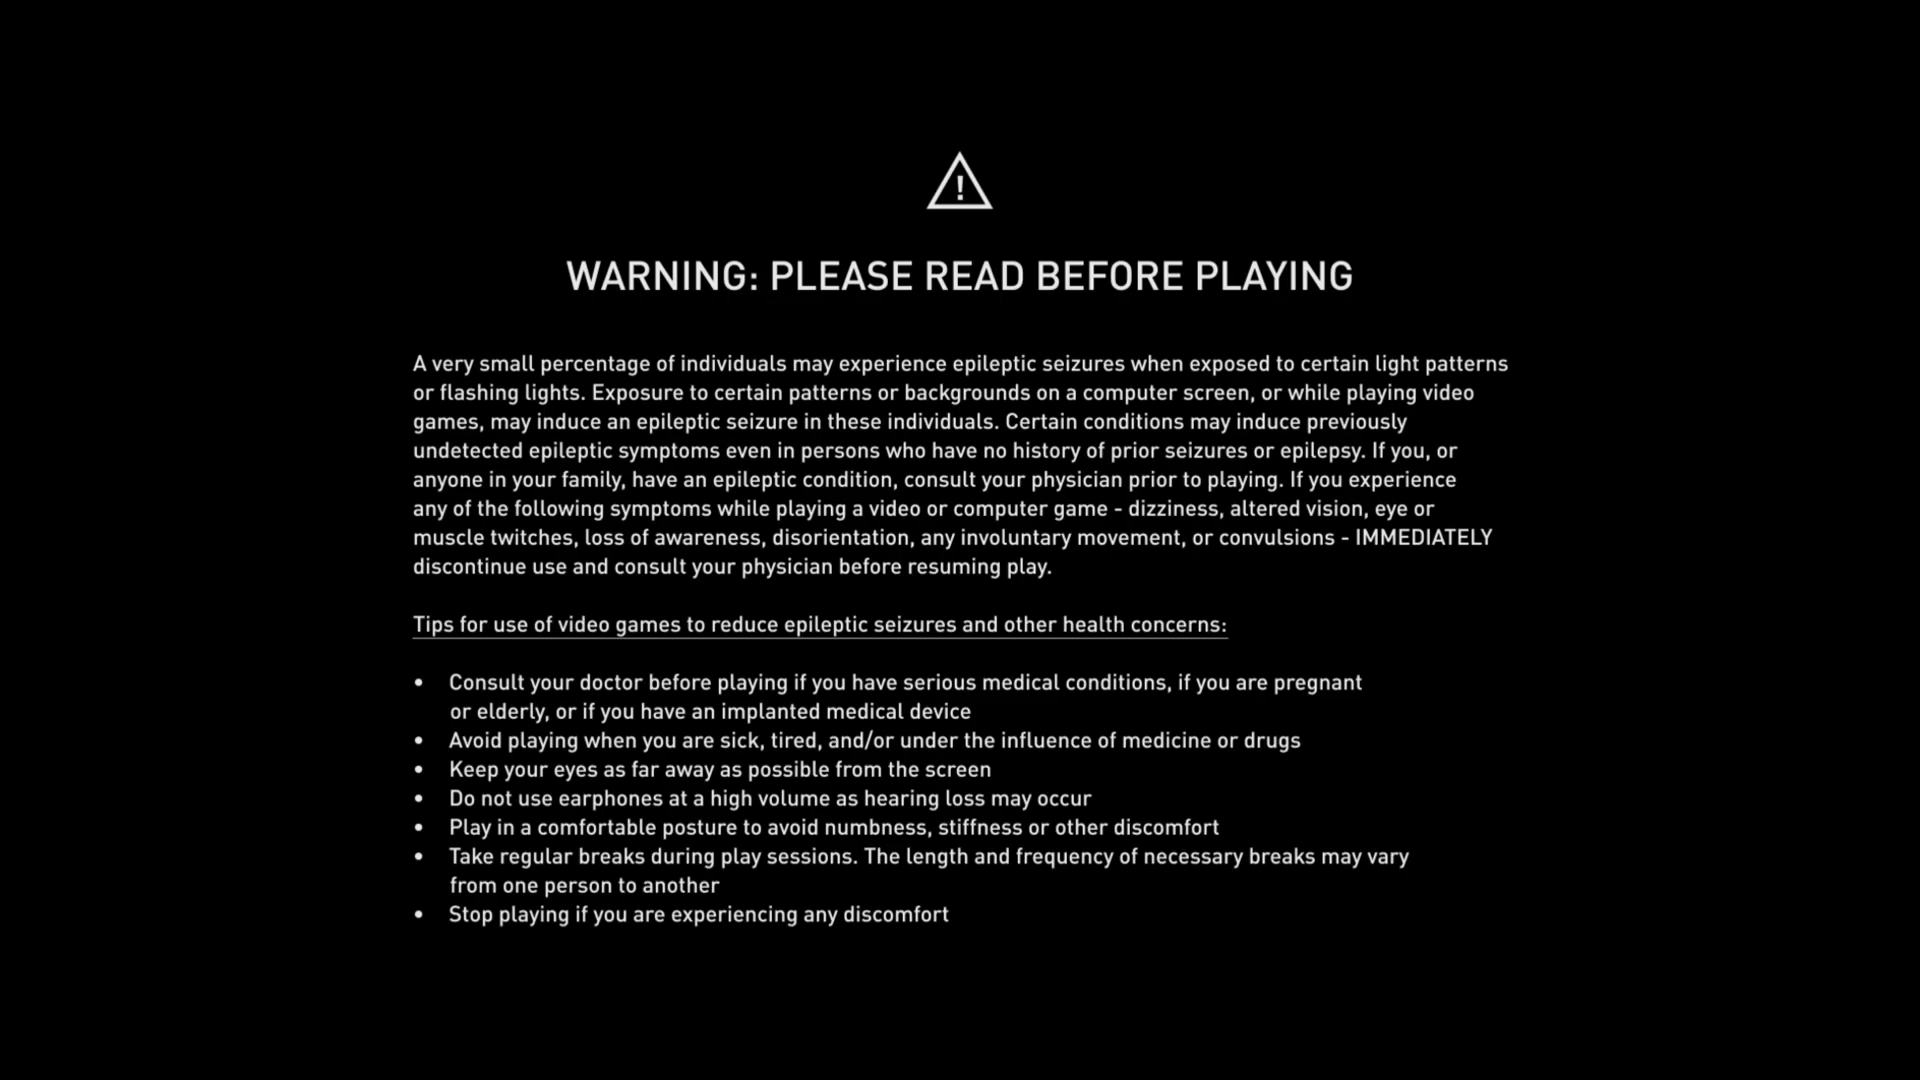 !
WARNING: PLEASE READ BEFORE PLAYING
A very small percentage of individuals may experience epileptic seizures when exposed to certain light patterns
or flashing lights. Exposure to certain patterns or backgrounds on a computer screen, or while playing video
games, may induce an epileptic seizure in these individuals. Certain conditions may induce previously
undetected epileptic symptoms even in persons who have no history of prior seizures or epilepsy. If you, or
anyone in your family, have an epileptic condition, consult your physician prior to playing. If you experience
any of the following symptoms while playing a video or computer game - dizziness, altered vision, eye or
muscle twitches, loss of awareness, disorientation, any involuntary movement, or convulsions - IMMEDIATELY
discontinue use and consult your physician before resuming play.
Tips for use of video games to reduce epileptic seizures and other health concerns:
• Consult your doctor before playing if you have serious medical conditions, if you are pregnant
or elderly, or if you have an implanted medical device
• Avoid playing when you are sick, tired, and/or under the influence of medicine or drugs
• Keep your eyes as far away as possible from the screen
• Do not use earphones at a high volume as hearing loss may occur
• Play in a comfortable posture to avoid numbness, stiffness or other discomfort
• Take regular breaks during play sessions. The length and frequency of necessary breaks may vary
from one person to another
• Stop playing if you are experiencing any discomfort